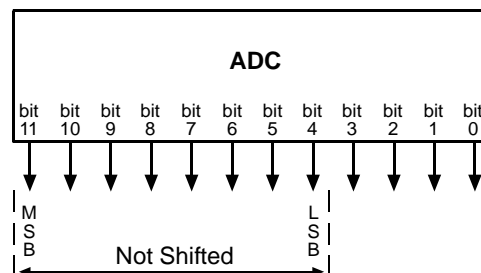 ADC
bit bit bit bit bit bit bit bit bit bit bit bit
11 10 9 8 7 6 5 4 3 2 1 0
M L
S S
B B
Not Shifted